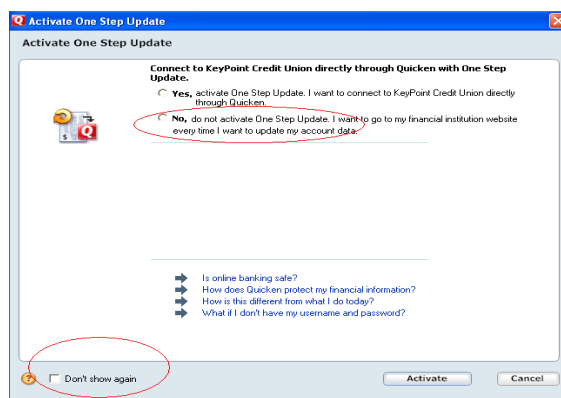 Activate One Step Update
Activate One Step Update
Connect to KeyPoint Credit Union directly through Quicken with One Step
Update.
Yes, activate One Step Update. I want to connect to KeyPoint Credit Union directly
through Quicken.
No, do not activate One Step Update. I want to go to my financial institution website
every time I want to update my account data.
Is online banking safe?
How does Quicken protect my financial information?
How is this different from what I do today?
What if I don't have my username and password?
? Don't show again Activate Cancel